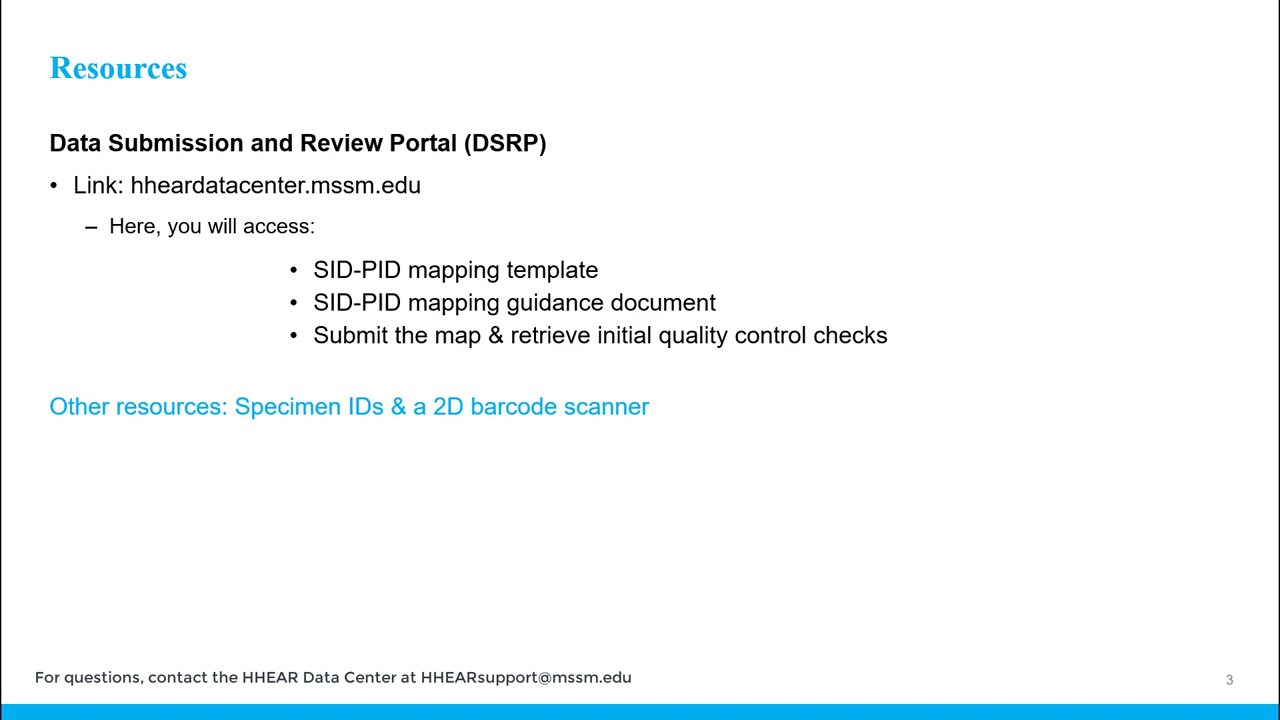 Resources
Data Submission and Review Portal (DSRP)
• Link: hheardatacenter.mssm.edu
– Here, you will access:
• SID-PID mapping template
• SID-PID mapping guidance document
• Submit the map & retrieve initial quality control checks
Other resources: Specimen IDs & a 2D barcode scanner
For questions, contact the HHEAR Data Center at HHEARsupport@mssm.edu
3